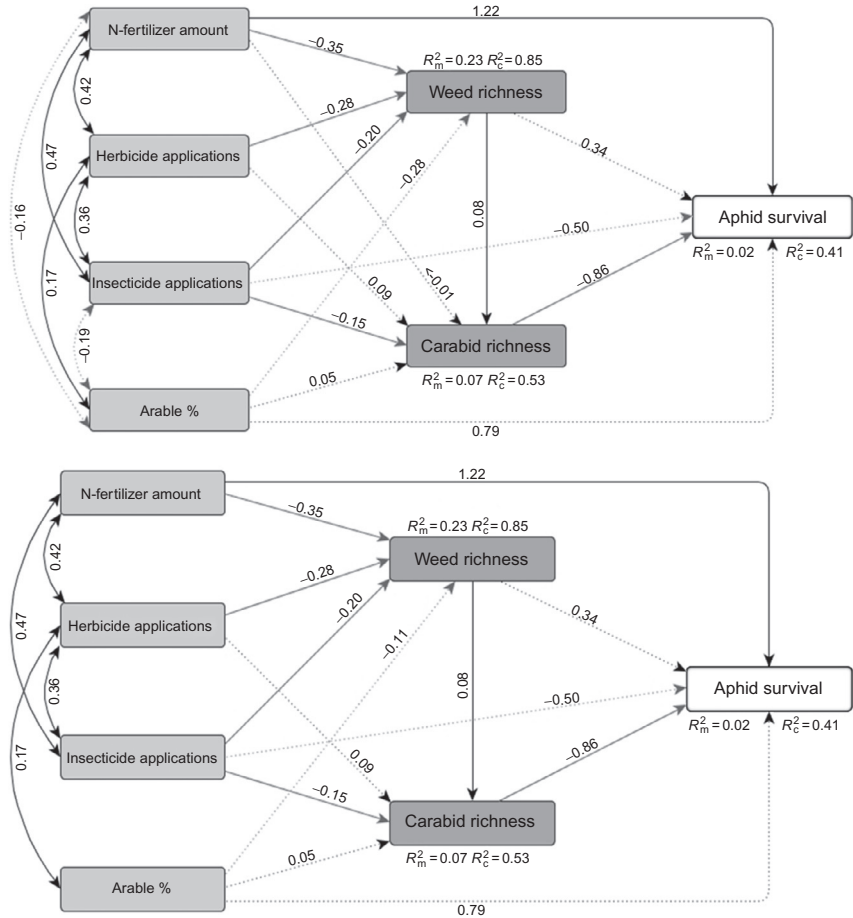 1.22
N-fertilizer amount
−0.35
R²m = 0.23 R²c = 0.85
Weed richness
0.42
−0.28
Herbicide applications
−0.20
0.47
−0.28
0.34
−0.16
0.36
0.08
−0.50
Aphid survival
R²m = 0.02 R²c = 0.41
0.17
Insecticide applications
0.09
<−0.01
−0.86
−0.15
−0.19
Carabid richness
0.05
R²m = 0.07 R²c = 0.53
Arable %
0.79
1.22
N-fertilizer amount
−0.35
R²m = 0.23 R²c = 0.85
Weed richness
0.42
−0.28
Herbicide applications
−0.20
0.47
−0.11
0.34
0.36
0.08
−0.50
Aphid survival
R²m = 0.02 R²c = 0.41
0.17
Insecticide applications
0.09
−0.86
−0.15
Carabid richness
0.05
R²m = 0.07 R²c = 0.53
Arable %
0.79